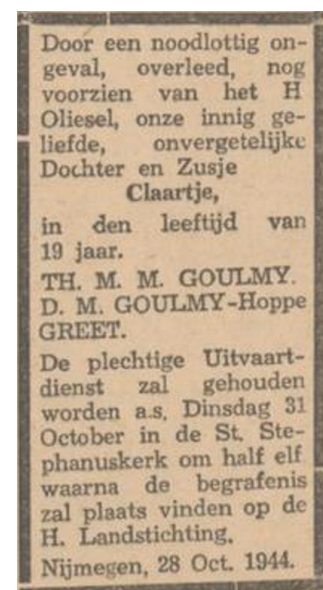 Door een noodlottig on-
geval, overleed, nog
voorzien van het H
Oliesel, onze innig ge-
liefde, onvergetelijke
Dochter en Zusje
Claartje,
in den leeftijd van
19 jaar.
TH. M. M. GOULMY.
D. M. GOULMY-Hoppe
GREET.
De plechtige Uitvaart-
dienst zal gehouden
worden a.s. Dinsdag 31
October in de St. Ste-
phanuskerk om half elf
waarna de begrafenis
zal plaats vinden op de
H. Landstichting.
Nijmegen, 28 Oct. 1944.